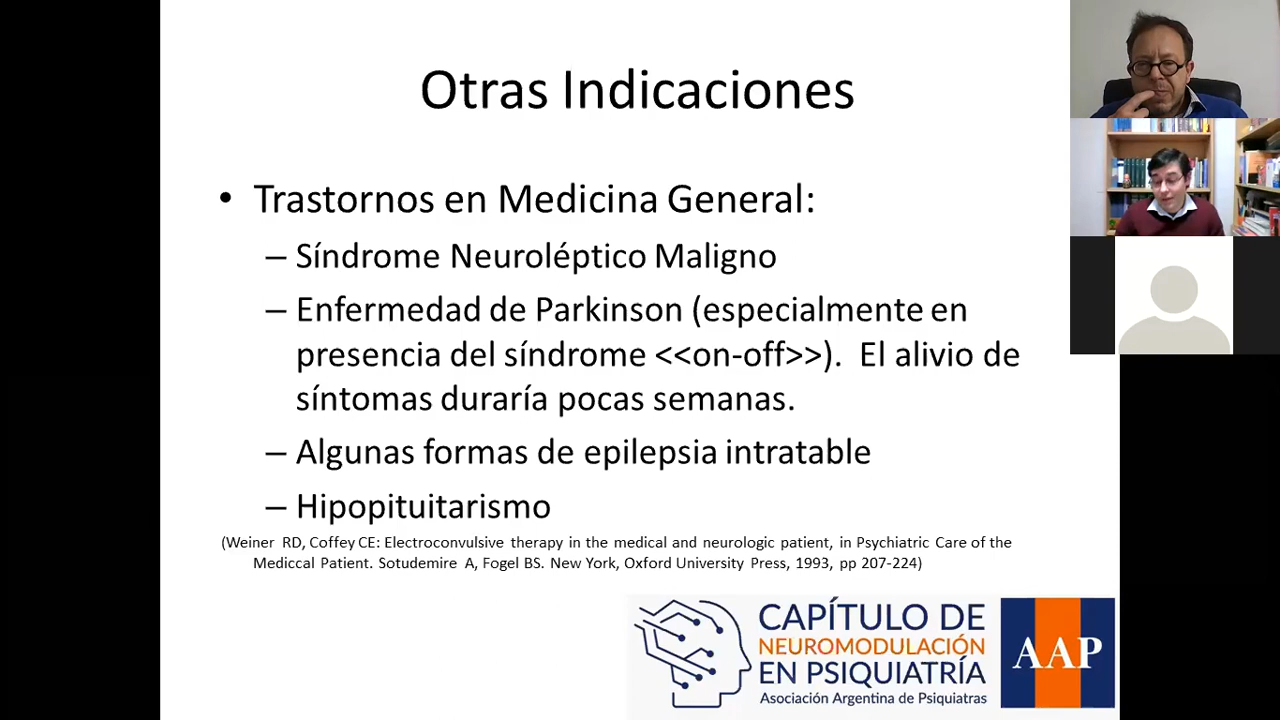 Otras Indicaciones
• Trastornos en Medicina General:
– Síndrome Neuroléptico Maligno
– Enfermedad de Parkinson (especialmente en
presencia del síndrome <<on-off>>). El alivio de
síntomas duraría pocas semanas.
– Algunas formas de epilepsia intratable
– Hipopituitarismo
(Weiner RD, Coffey CE: Electroconvulsive therapy in the medical and neurologic patient, in Psychiatric Care of the
Mediccal Patient. Sotudemire A, Fogel BS. New York, Oxford University Press, 1993, pp 207-224)
CAPÍTULO DE
NEUROMODULACIÓN
EN PSIQUIATRÍA
Asociación Argentina de Psiquiatras
AAP